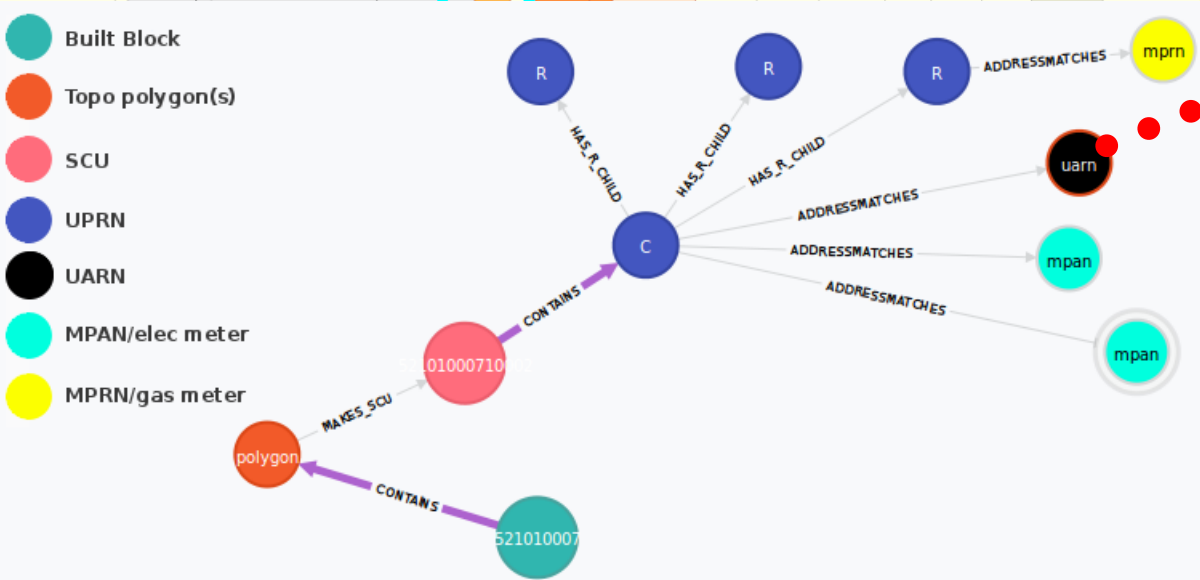 Built Block
Topo polygon(s)
SCU
UPRN
UARN
MPAN/elec meter
MPRN/gas meter
R
R
R
ADDRESSMATCHES
mprn
HAS_R_CHILD
HAS_R_CHILD
HAS_R_CHILD
uarn
ADDRESSMATCHES
C
ADDRESSMATCHES
mpan
ADDRESSMATCHES
mpan
CONTAINS
MAKES_SCU
polygon
CONTAINS
521010007